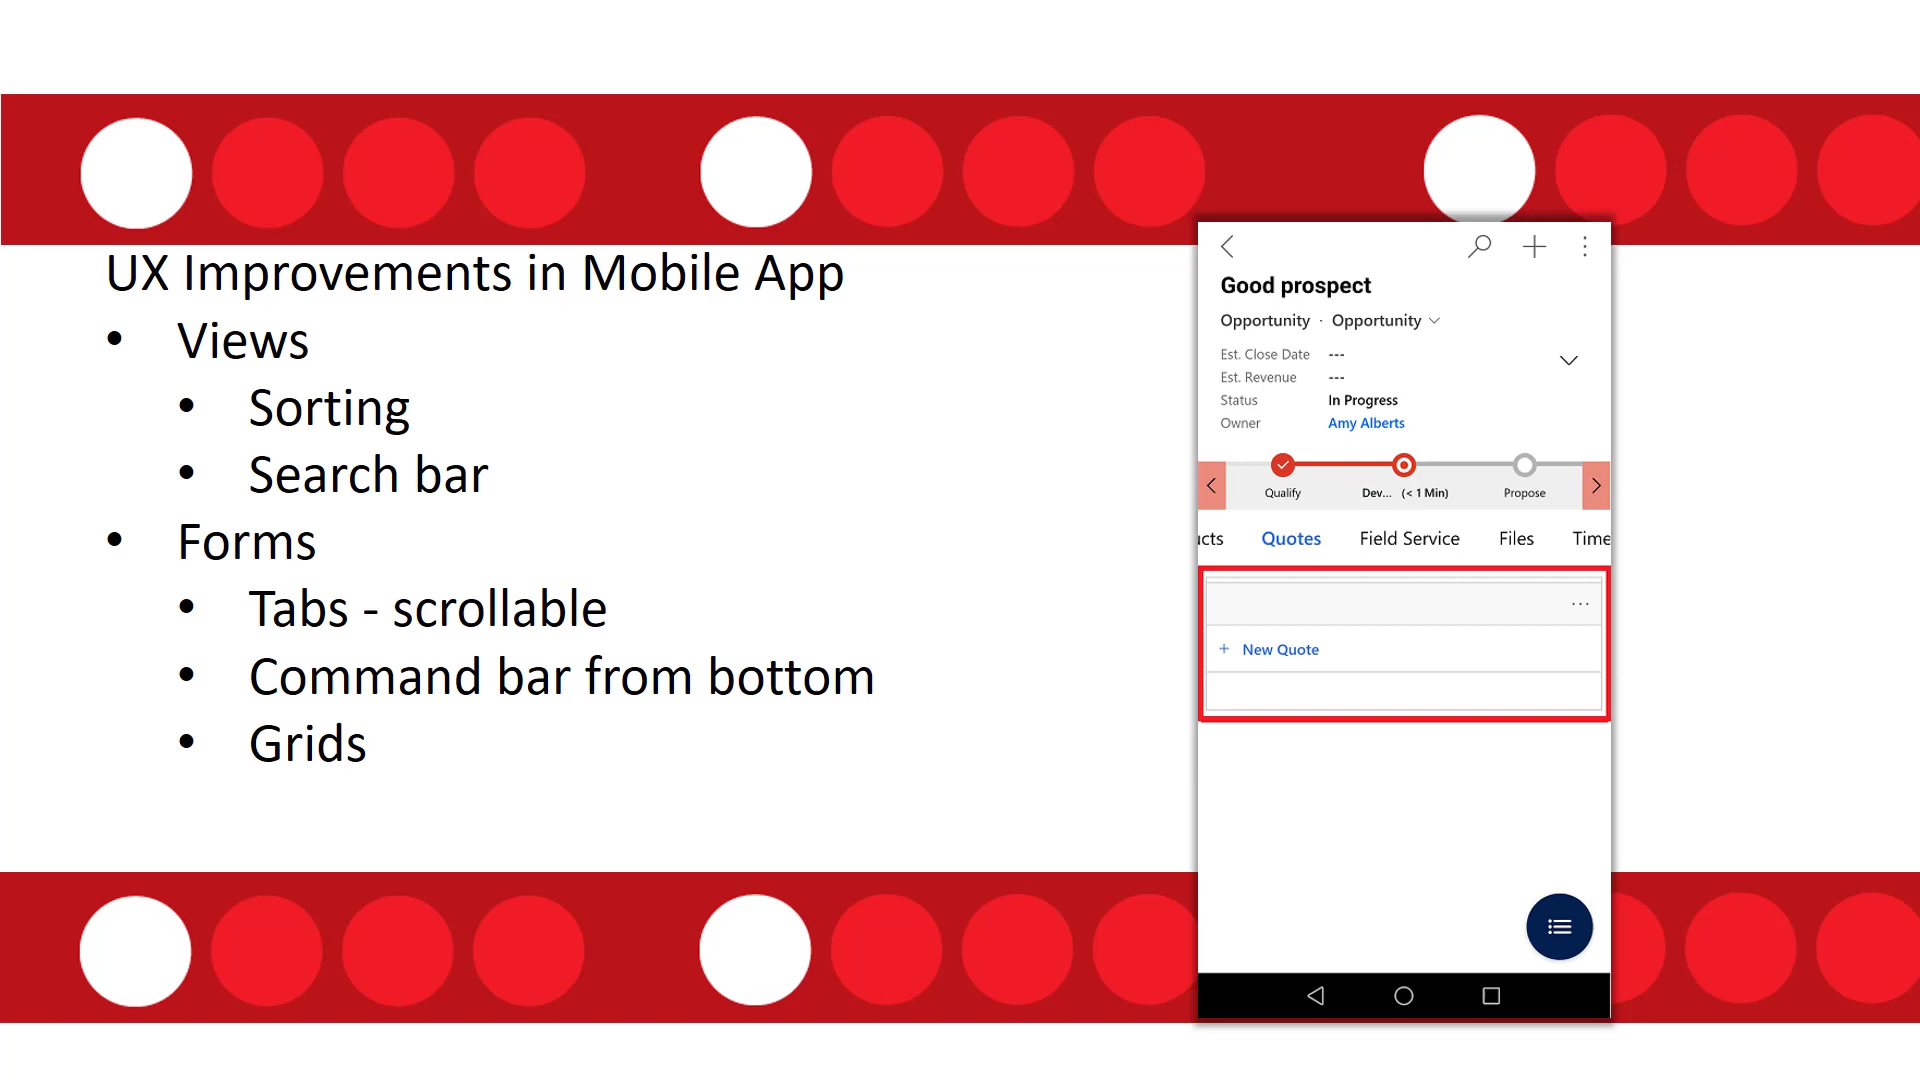 UX Improvements in Mobile App
• Views
• Sorting
• Search bar
• Forms
• Tabs - scrollable
• Command bar from bottom
• Grids
Good prospect
Opportunity · Opportunity
Est. Close Date ---
Est. Revenue ---
Status In Progress
Owner Amy Alberts
Qualify Dev... (< 1 Min) Propose
ucts Quotes Field Service Files Time
...
+ New Quote